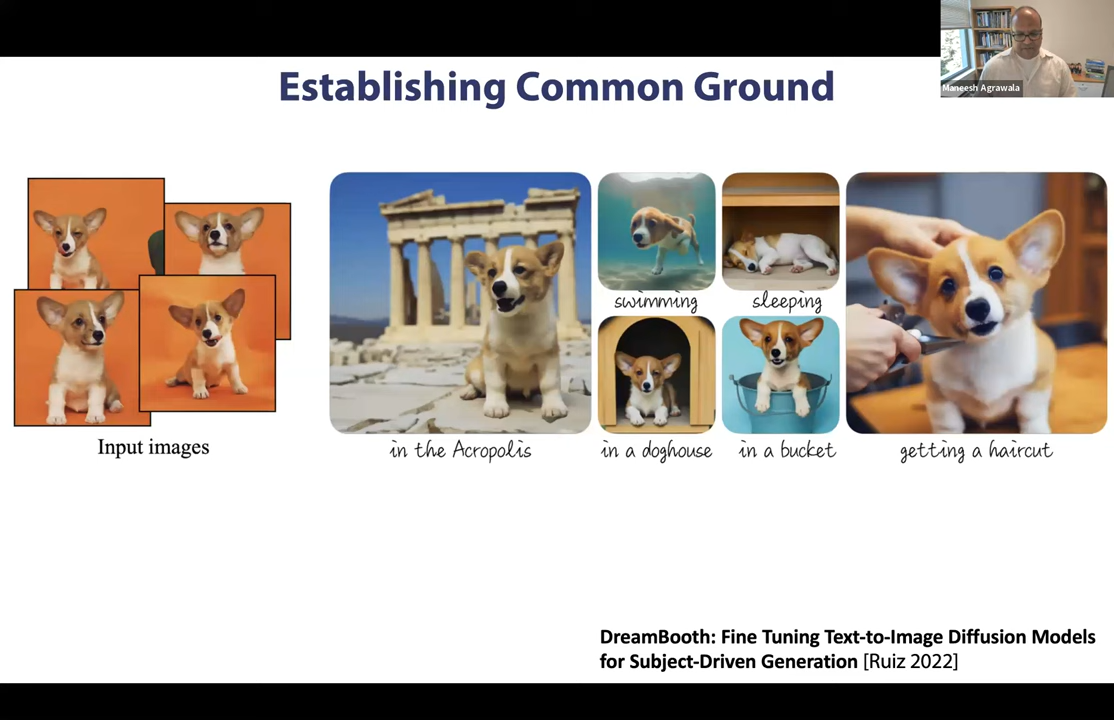 Establishing Common Ground
Maneesh Agrawala
Input images
in the Acropolis
swimming
sleeping
in a doghouse
in a bucket
getting a haircut
DreamBooth: Fine Tuning Text-to-Image Diffusion Models
for Subject-Driven Generation [Ruiz 2022]